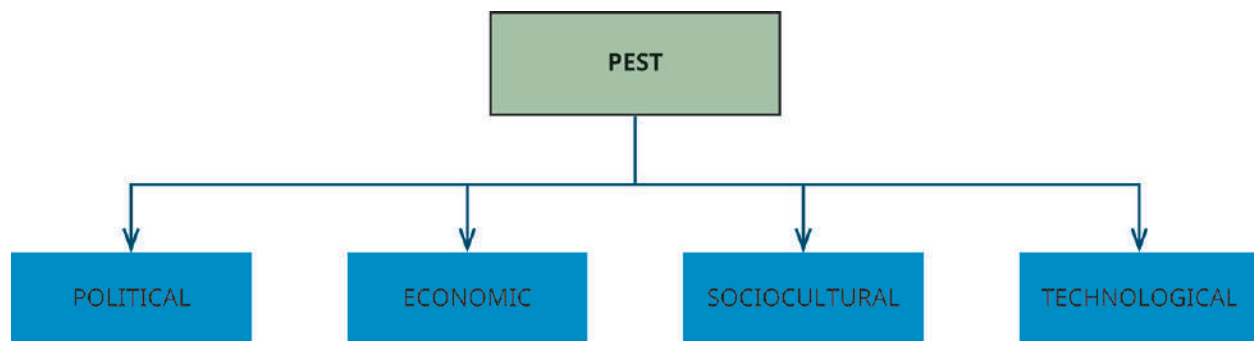 PEST
POLITICAL
ECONOMIC
SOCIOCULTURAL
TECHNOLOGICAL